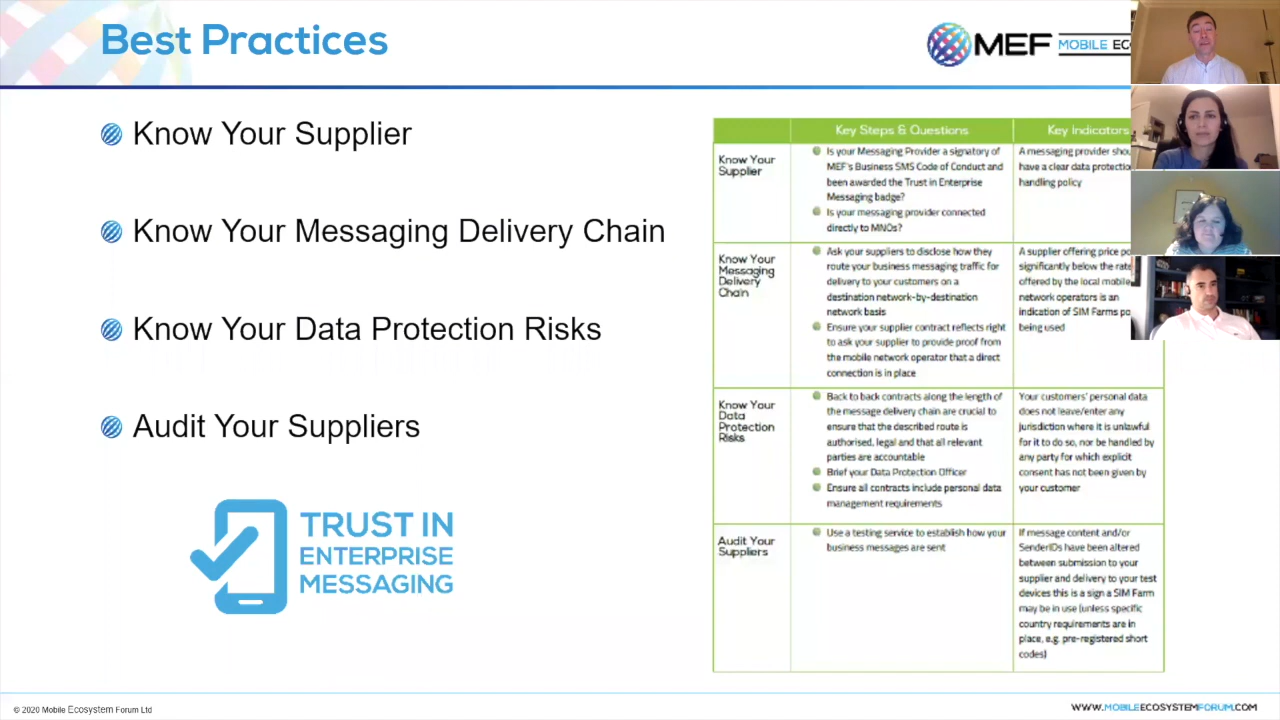 Best Practices
MEF MOBILE
Know Your Supplier
Know Your Messaging Delivery Chain
Know Your Data Protection Risks
Audit Your Suppliers
TRUST IN
ENTERPRISE
MESSAGING
Key Steps & Questions
Key Indicators
Know Your
Supplier
Is your Messaging Provider a signatory of
MEF's Business SMS Code of Conduct and
been awarded the Trust in Enterprise
Messaging badge?
Is your messaging provider connected
directly to MNOs?
A messaging provider
have a clear data
handling policy
Know Your
Messaging
Delivery
Chain
Ask your suppliers to disclose how they
route your business messaging traffic for
delivery to your customers on a
destination network-by-destination
network basis
Ensure your supplier contract reflects right
to ask your supplier to provide proof from
the mobile network operator that a direct
connection is in place
A supplier offering price
significantly below the
offered by the local mobile
network operators is an
indication of SIM Farms
being used
Know Your
Data
Protection
Risks
Back to back contracts along the length of
the message delivery chain are crucial to
ensure that the described route is
authorised, legal and that all relevant
parties are accountable
Brief your Data Protection Officer
Ensure all contracts include personal data
management requirements
Your customers' personal data
does not leave/enter any
jurisdiction where it is unlawful
for it to do so, nor be handled by
any party for which explicit
consent has not been given by
your customer
Audit Your
Suppliers
Use a testing service to establish how your
business messages are sent
If message content and/or
SenderIDs have been altered
between submission to your
supplier and delivery to your test
devices this is a sign a SIM Farm
may be in use (unless specific
country requirements are in
place, e.g. pre-registered short
codes)
© 2020 Mobile Ecosystem Forum Ltd
WWW.MOBILEECOSYSTEMFORUM.COM